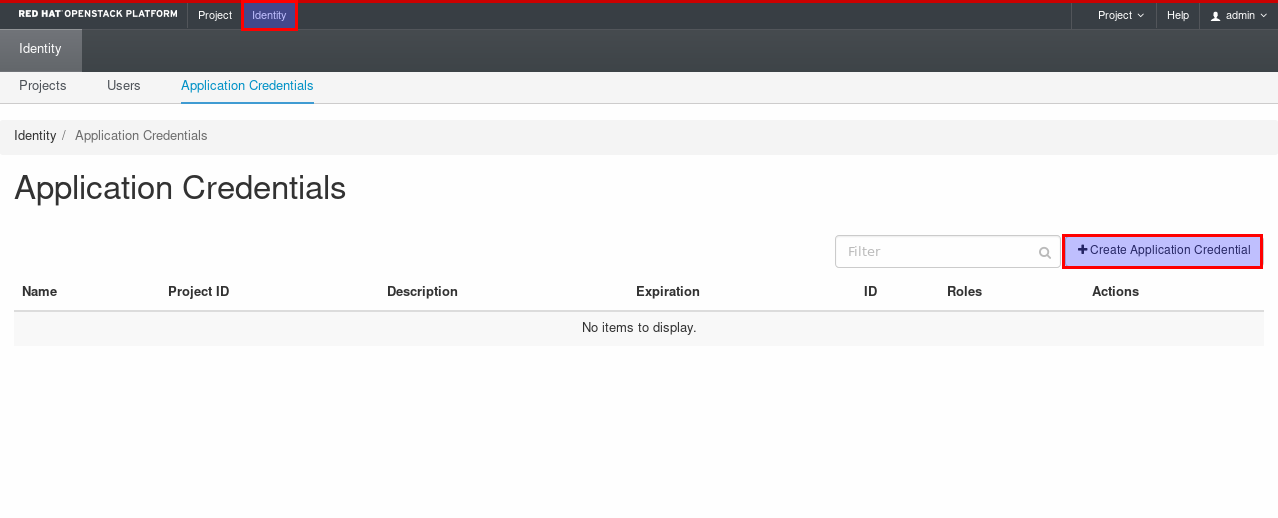 RED HAT OPENSTACK PLATFORM Project Identity Project Help admin
Identity
Projects Users Application Credentials
Identity / Application Credentials
Application Credentials
Filter + Create Application Credential
Name Project ID Description Expiration ID Roles Actions
No items to display.